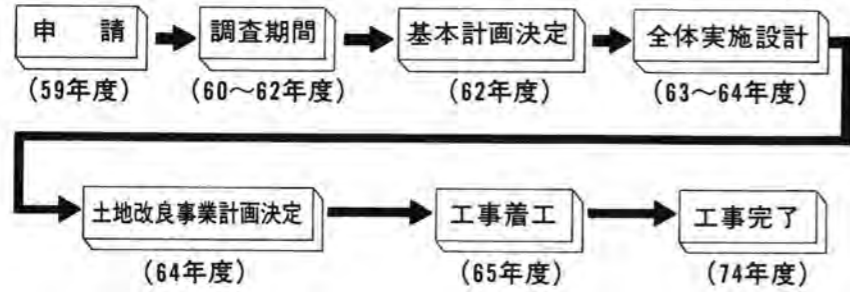 申請 調査期間 基本計画決定 全体実施設計
(59年度) (60～62年度) (62年度) (63～64年度)
土地改良事業計画決定 工事着工 工事完了
(64年度) (65年度) (74年度)